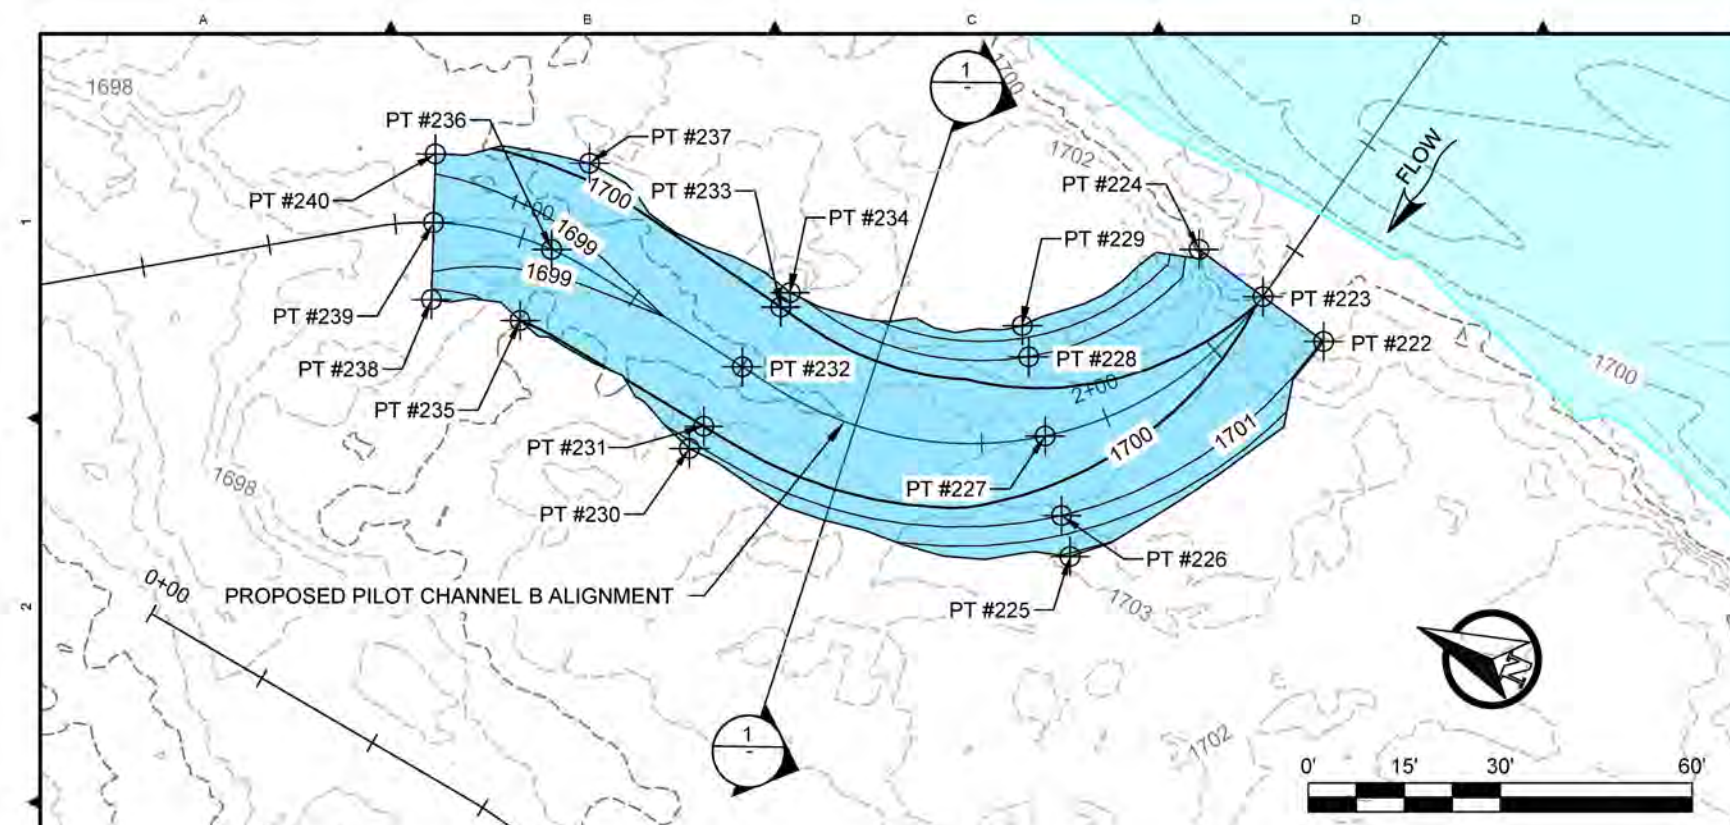 A B C D
1
2
1698
PT #236
PT #237
1
-
1700
1702
FLOW
PT #240
1700
PT #233
PT #224
1+00
1699
PT #234
PT #229
1699
PT #239
PT #223
PT #238
PT #232
PT #228
PT #222
1700
2+00
PT #235
1701
1700
PT #231
1698
PT #227
PT #230
PT #226
0+00
PROPOSED PILOT CHANNEL B ALIGNMENT
PT #225
1703
N
1
-
1702
0' 15' 30' 60'